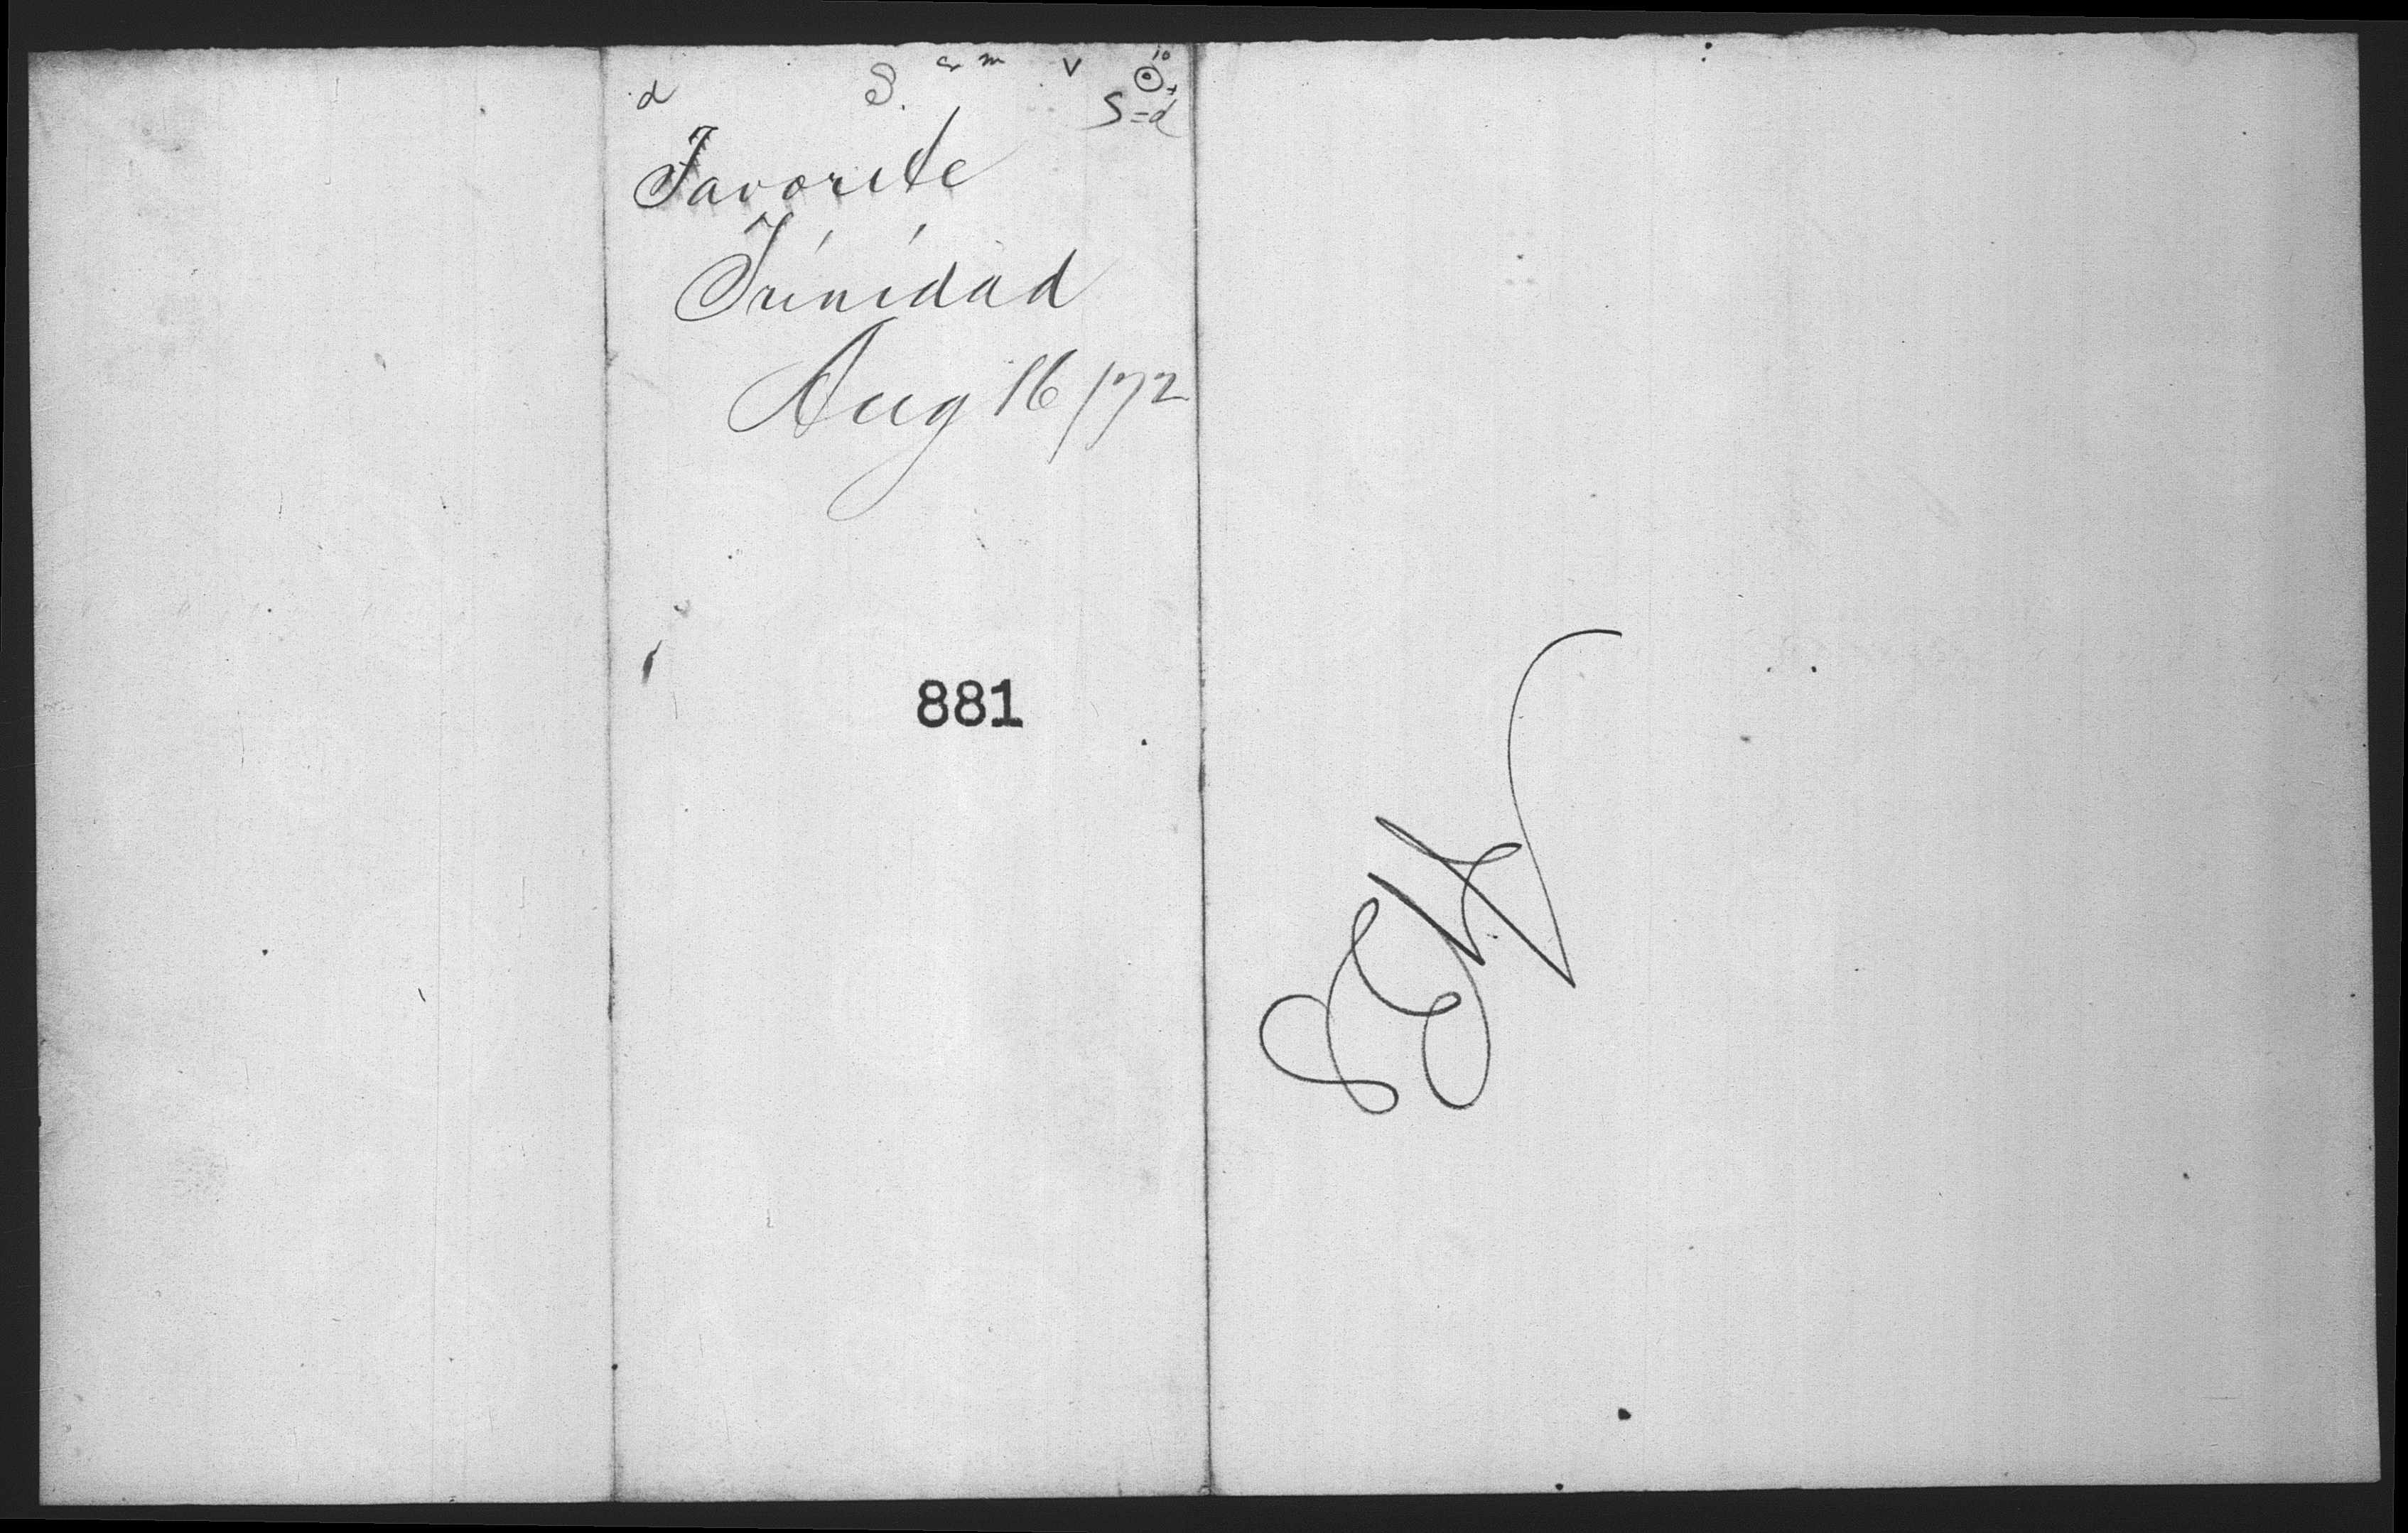 d S. v
S=d
Favorite
Trinidad
Aug 16/72
881